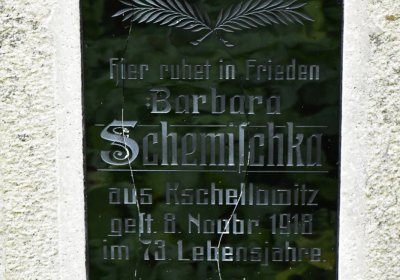 Hier ruhet in Frieden
Barbara
Schemiſchka
aus Kschellowitz
geſt. 8. Novbr 1918
im 73. Lebensjahre.